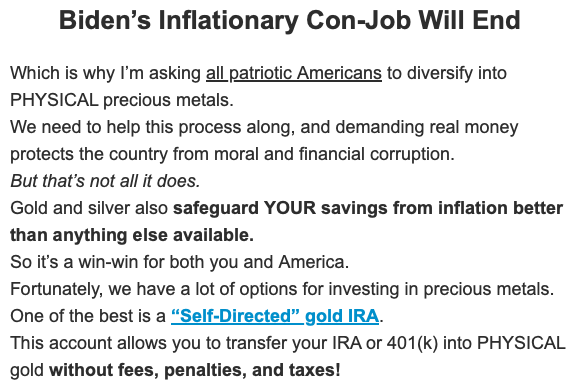 Biden’s Inflationary Con-Job Will End
Which is why I’m asking all patriotic Americans to diversify into
PHYSICAL precious metals.
We need to help this process along, and demanding real money
protects the country from moral and financial corruption.
But that’s not all it does.
Gold and silver also safeguard YOUR savings from inflation better
than anything else available.
So it’s a win-win for both you and America.
Fortunately, we have a lot of options for investing in precious metals.
One of the best is a “Self-Directed” gold IRA.
This account allows you to transfer your IRA or 401(k) into PHYSICAL
gold without fees, penalties, and taxes!